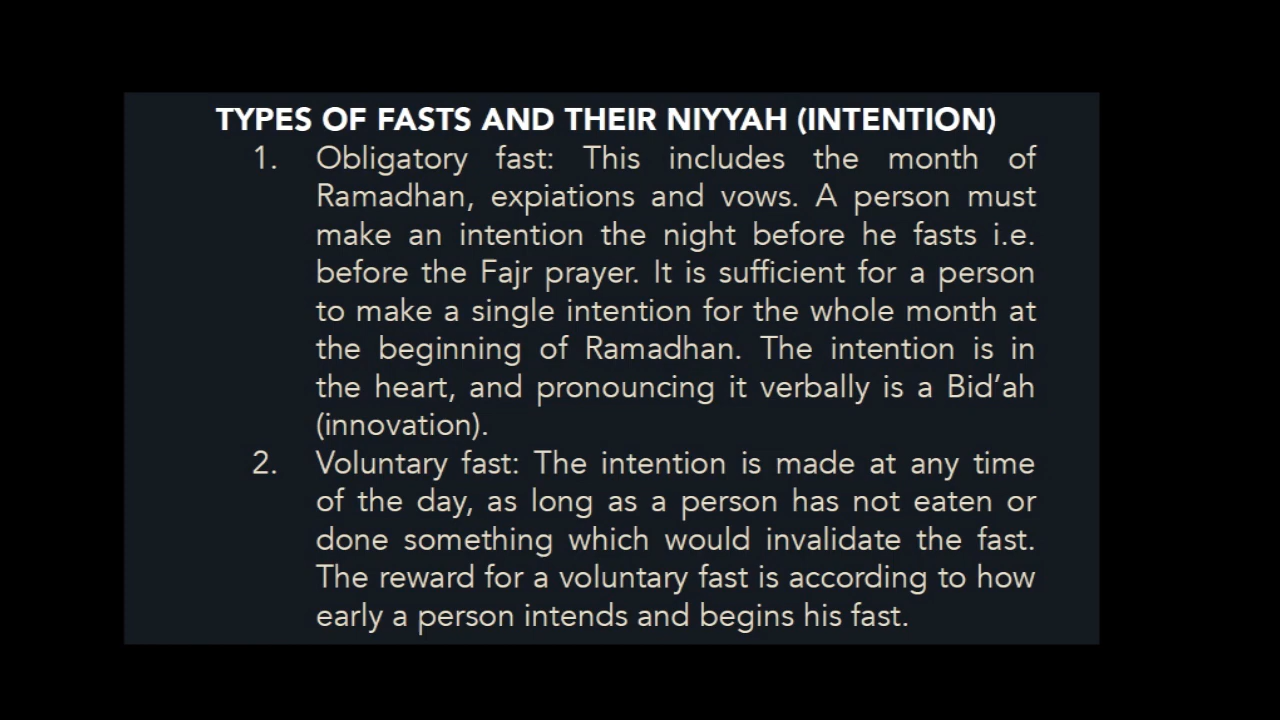 TYPES OF FASTS AND THEIR NIYYAH (INTENTION)
1. Obligatory fast: This includes the month of
Ramadhan, expiations and vows. A person must
make an intention the night before he fasts i.e.
before the Fajr prayer. It is sufficient for a person
to make a single intention for the whole month at
the beginning of Ramadhan. The intention is in
the heart, and pronouncing it verbally is a Bid’ah
(innovation).
2. Voluntary fast: The intention is made at any time
of the day, as long as a person has not eaten or
done something which would invalidate the fast.
The reward for a voluntary fast is according to how
early a person intends and begins his fast.